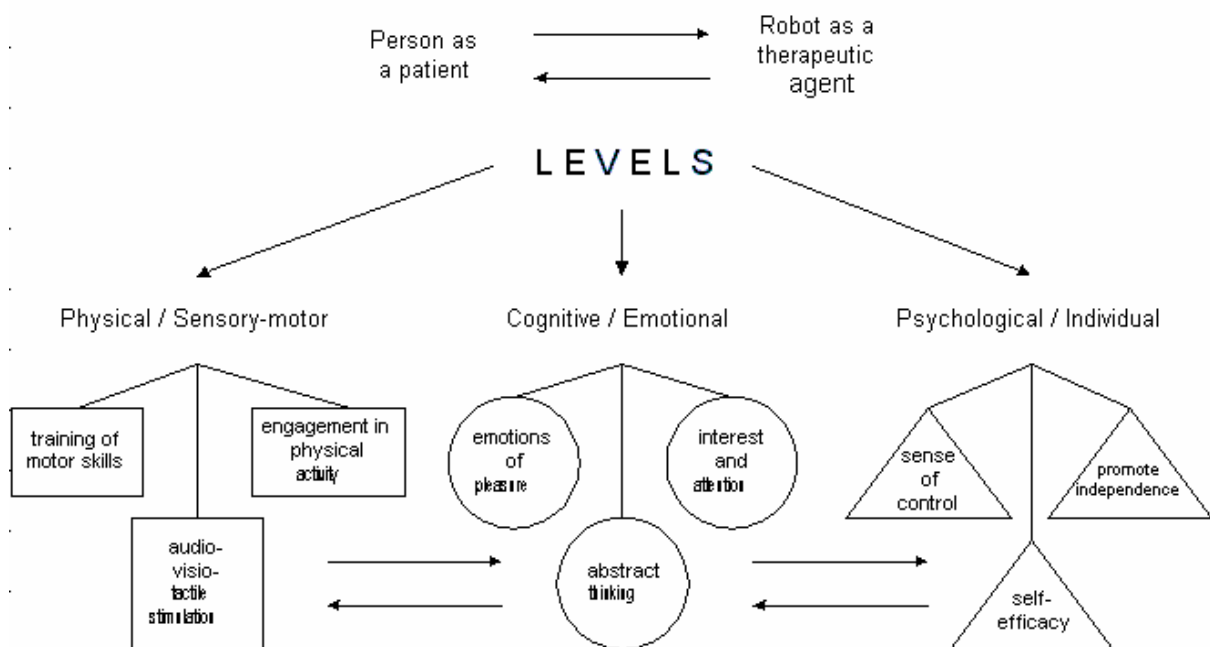 Person as
a patient
Robot as a
therapeutic
agent
LEVELS
Physical / Sensory-motor
Cognitive / Emotional
Psychological / Individual
training of
motor skills
engagement in
physical
activity
audio-
visio-
tactile
stimulation
emotions
of
pleasure
interest
and
attention
abstract
thinking
sense
of
control
promote
independence
self-
efficacy